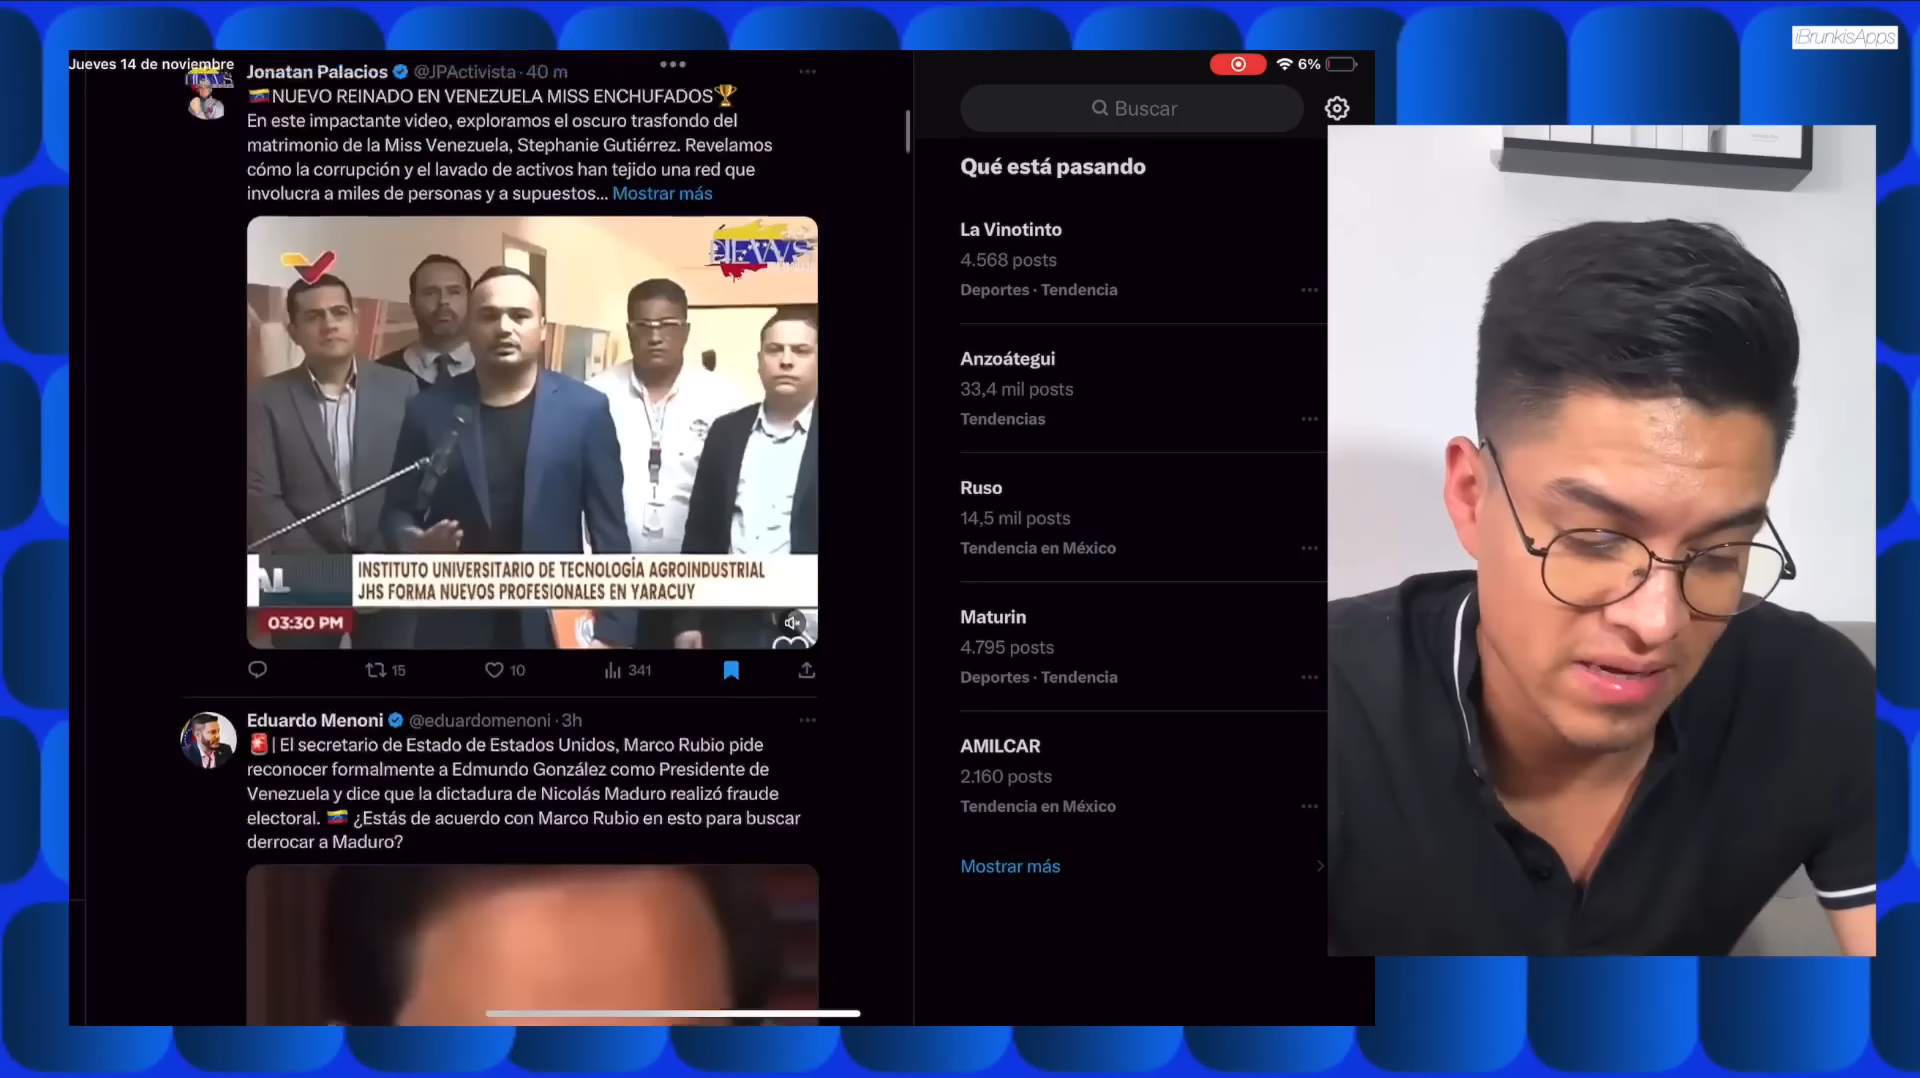 iBrunkisApps
Jueves 14 de noviembre
6%
Jonatan Palacios @JPActivista · 40 m
NUEVO REINADO EN VENEZUELA MISS ENCHUFADOS
En este impactante video, exploramos el oscuro trasfondo del
matrimonio de la Miss Venezuela, Stephanie Gutiérrez. Revelamos
cómo la corrupción y el lavado de activos han tejido una red que
involucra a miles de personas y a supuestos... Mostrar más
NEWS
INSTITUTO UNIVERSITARIO DE TECNOLOGÍA AGROINDUSTRIAL
JHS FORMA NUEVOS PROFESIONALES EN YARACUY
03:30 PM
15
10
341
Eduardo Menoni @eduardomenoni · 3h
| El secretario de Estado de Estados Unidos, Marco Rubio pide
reconocer formalmente a Edmundo González como Presidente de
Venezuela y dice que la dictadura de Nicolás Maduro realizó fraude
electoral. ¿Estás de acuerdo con Marco Rubio en esto para buscar
derrocar a Maduro?
Buscar
Qué está pasando
La Vinotinto
4.568 posts
Deportes · Tendencia
Anzoátegui
33,4 mil posts
Tendencias
Ruso
14,5 mil posts
Tendencia en México
Maturin
4.795 posts
Deportes · Tendencia
AMILCAR
2.160 posts
Tendencia en México
Mostrar más